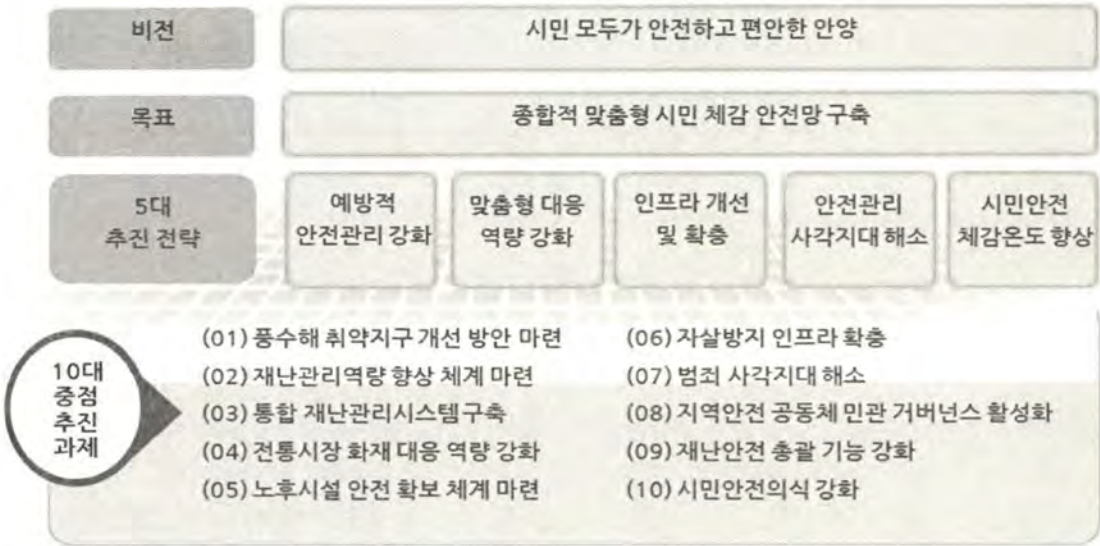 비전
시민 모두가 안전하고 편안한 안양
목표
종합적 맞춤형 시민 체감 안전망 구축
5대
추진 전략
예방적
안전관리 강화
맞춤형 대응
역량 강화
인프라 개선
및 확충
안전관리
사각지대 해소
시민안전
체감온도 향상
10대
중점
추진
과제
(01) 풍수해 취약지구 개선 방안 마련
(02) 재난관리역량 향상 체계 마련
(03) 통합 재난관리시스템구축
(04) 전통시장 화재 대응 역량 강화
(05) 노후시설 안전 확보 체계 마련
(06) 자살방지 인프라 확충
(07) 범죄 사각지대 해소
(08) 지역안전 공동체 민관 거버넌스 활성화
(09) 재난안전 총괄 기능 강화
(10) 시민안전의식 강화